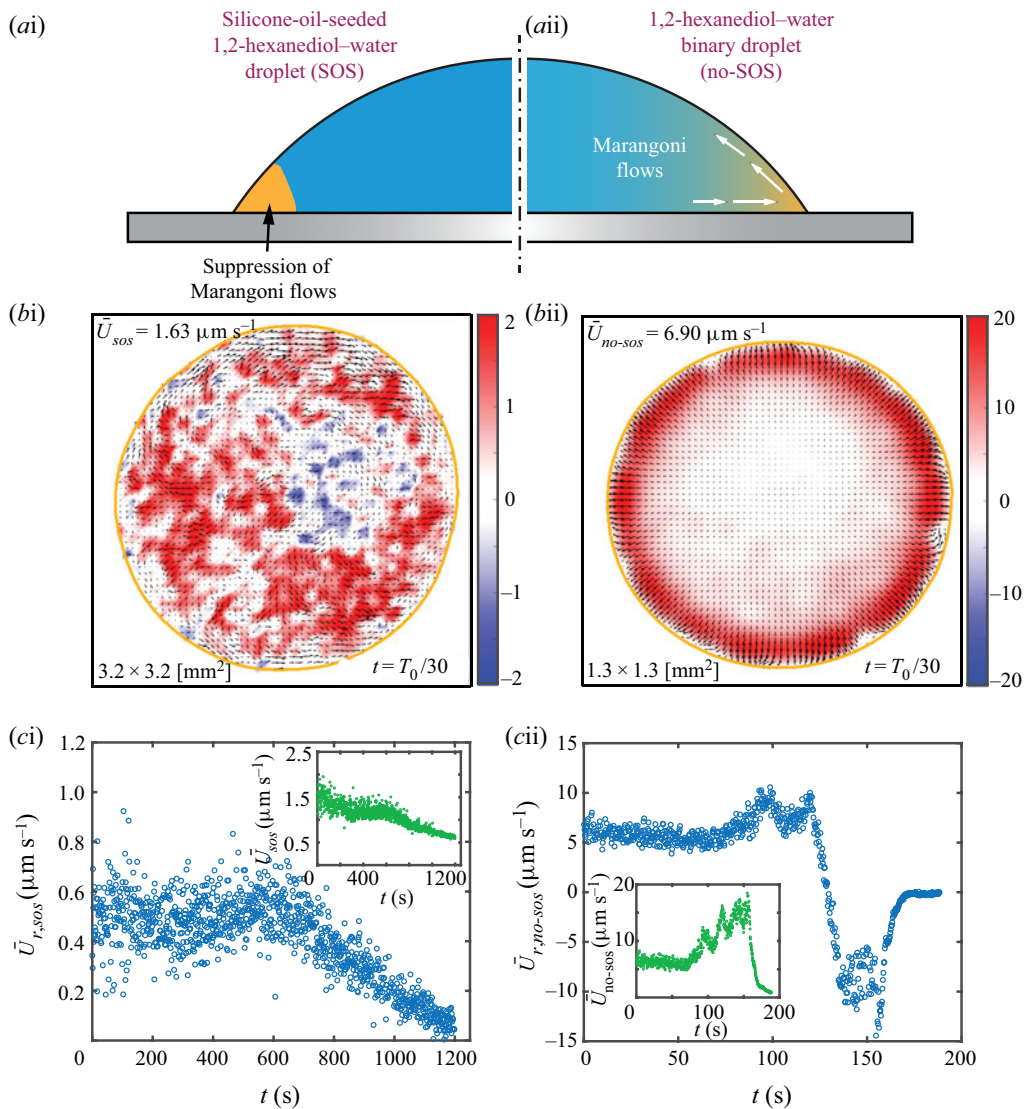 (ai)
Silicone-oil-seeded
1,2-hexanediol–water
droplet (SOS)
(aii)
1,2-hexanediol–water
binary droplet
(no-SOS)
Marangoni
flows
Suppression of
Marangoni flows
(bi)
Ū_sos = 1.63 μm s⁻¹
3.2 × 3.2 [mm²]
t = T₀/30
2
1
0
–1
–2
(bii)
Ū_no-sos = 6.90 μm s⁻¹
1.3 × 1.3 [mm²]
t = T₀/30
20
10
0
–10
–20
(ci)
1.2
1.0
0.8
0.6
0.4
0.2
0
200
400
600
800
1000
1200
t (s)
Ū_r,sos (μm s⁻¹)
2.5
1.5
0.5
0
400
800
1200
t (s)
Ū_sos (μm s⁻¹)
(cii)
15
10
5
0
–5
–10
–15
0
50
100
150
200
t (s)
Ū_r,no-sos (μm s⁻¹)
20
10
0
0
100
200
t (s)
Ū_no-sos (μm s⁻¹)